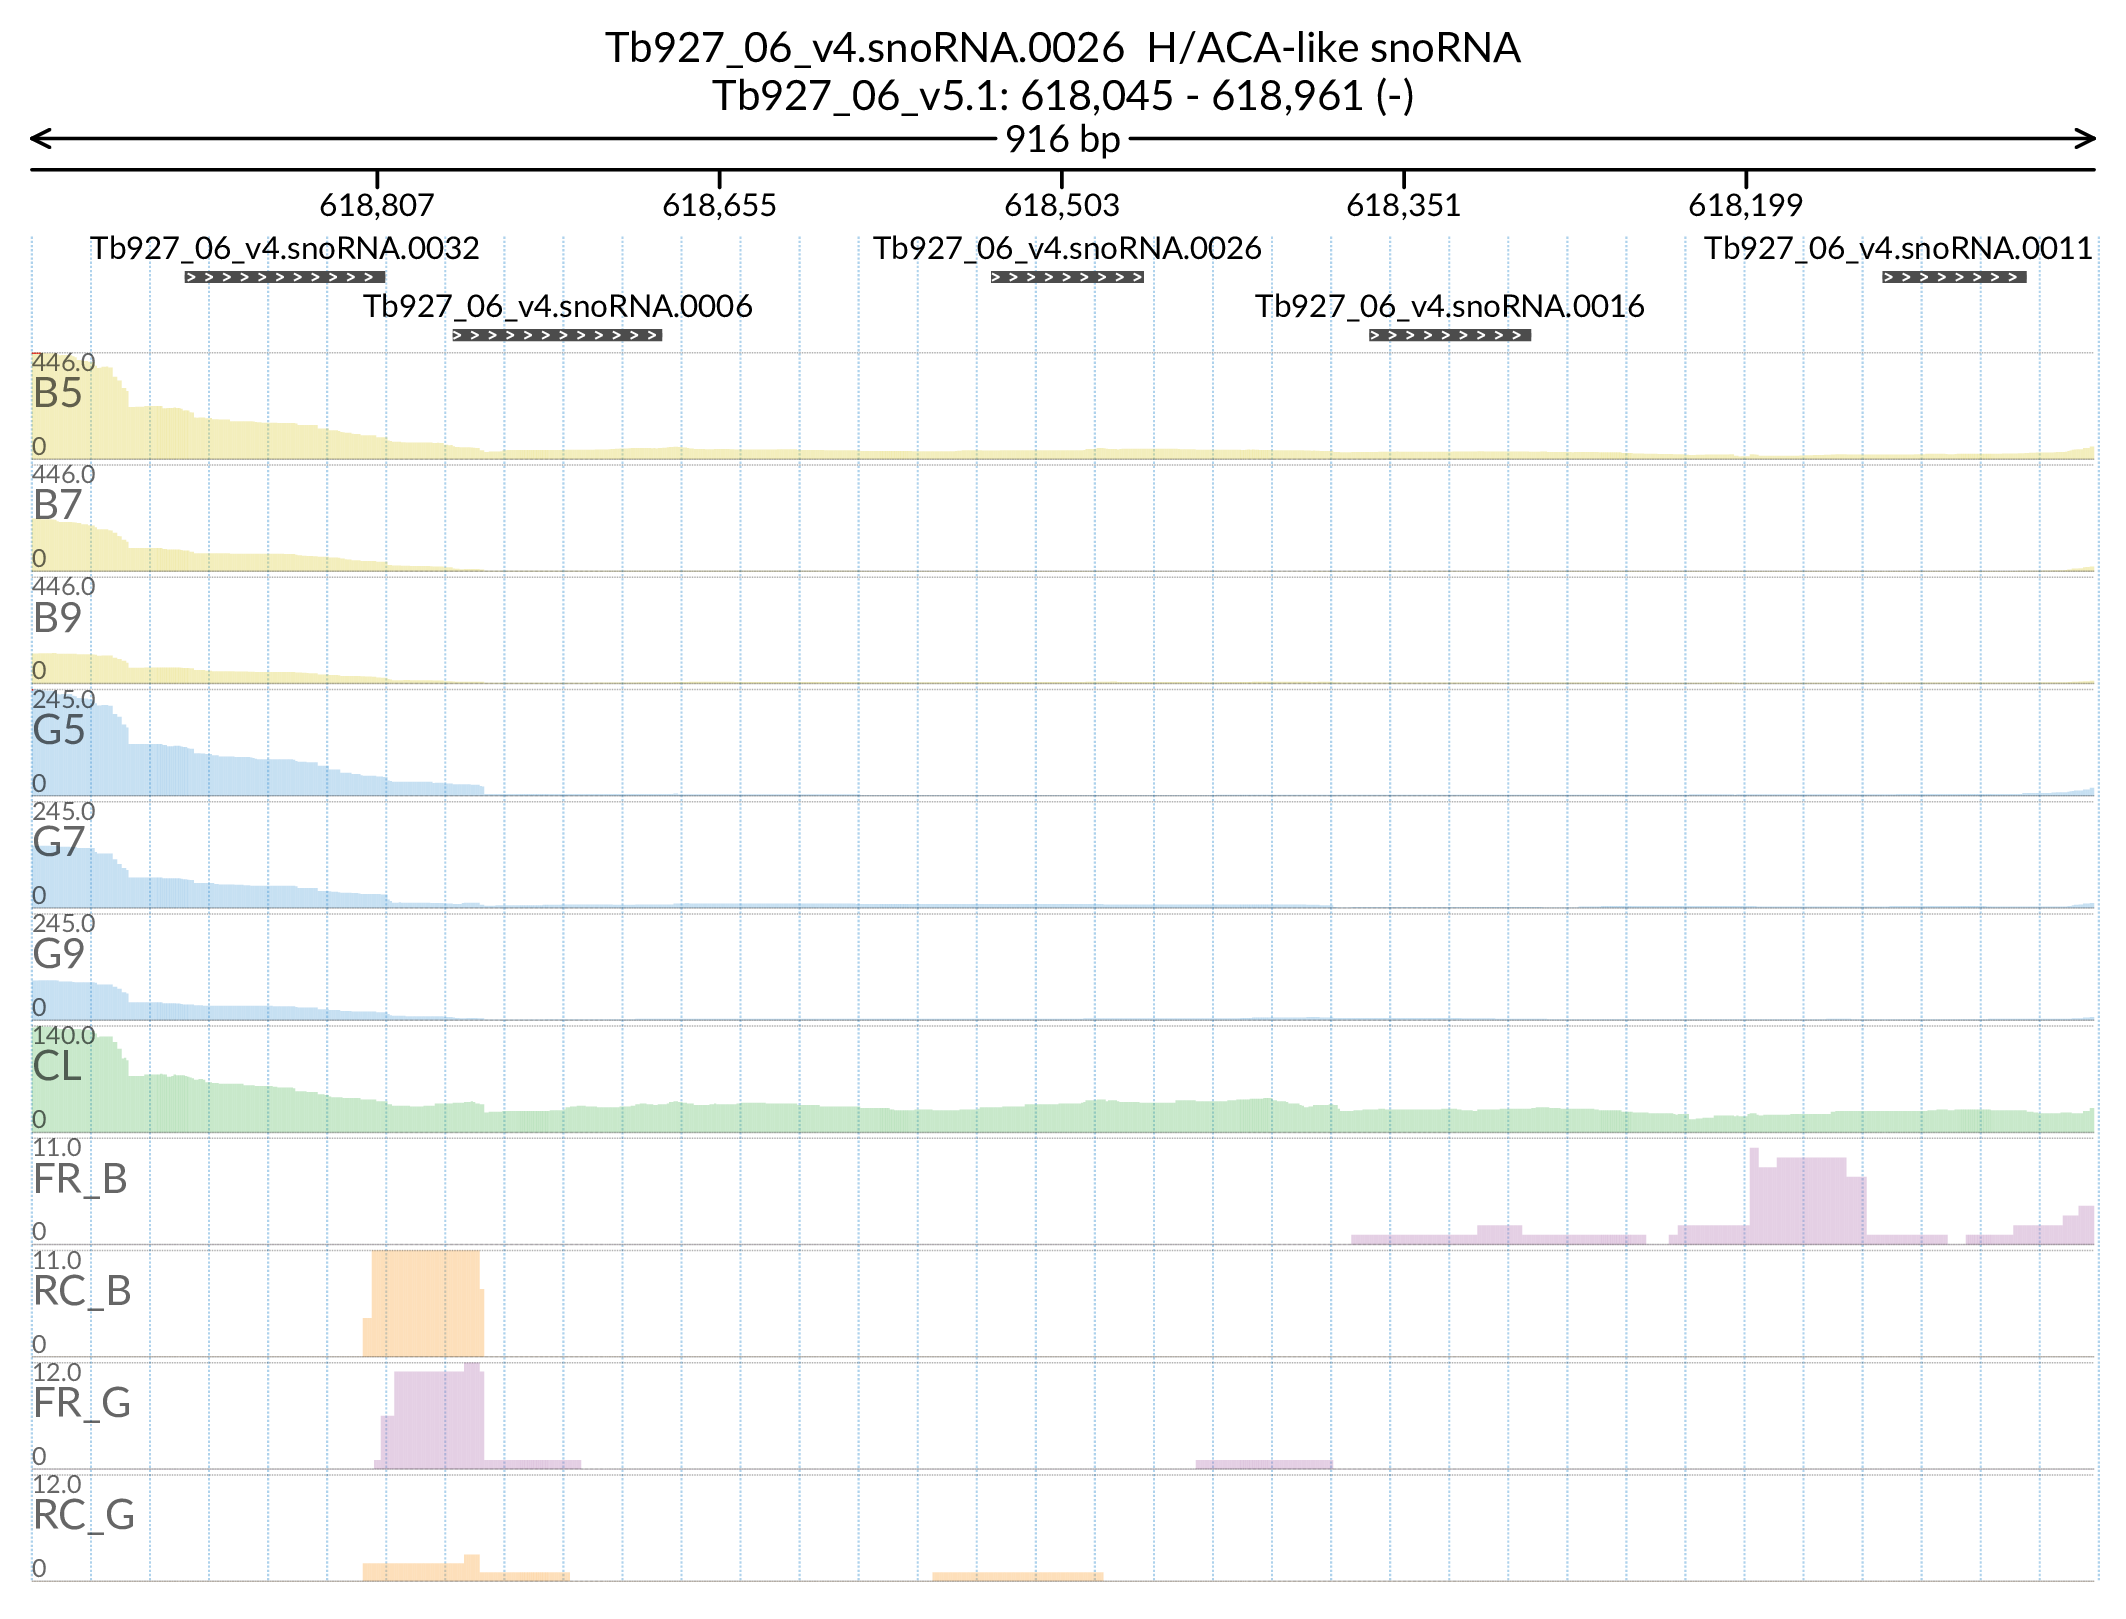 Tb927_06_v4.snoRNA.0026  H/ACA-like snoRNA
Tb927_06_v5.1: 618,045 - 618,961 (-)
916 bp
618,807 618,655 618,503 618,351 618,199
Tb927_06_v4.snoRNA.0032 Tb927_06_v4.snoRNA.0026 Tb927_06_v4.snoRNA.0011
Tb927_06_v4.snoRNA.0006 Tb927_06_v4.snoRNA.0016
446.0
B5
0
446.0
B7
0
446.0
B9
0
245.0
G5
0
245.0
G7
0
245.0
G9
0
140.0
CL
0
11.0
FR_B
0
11.0
RC_B
0
12.0
FR_G
0
12.0
RC_G
0